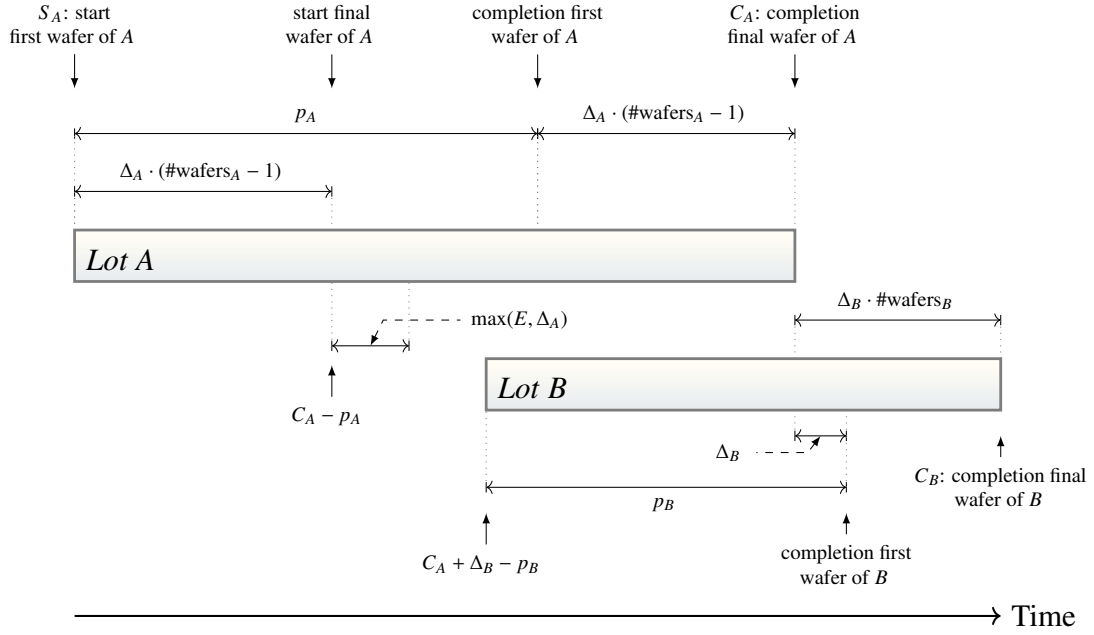 S_A: start
first wafer of A
start final
wafer of A
completion first
wafer of A
C_A: completion
final wafer of A
p_A
Δ_A · (#wafers_A − 1)
Δ_A · (#wafers_A − 1)
Lot A
max(E, Δ_A)
Δ_B · #wafers_B
Lot B
C_A − p_A
Δ_B
C_B: completion final
wafer of B
p_B
C_A + Δ_B − p_B
completion first
wafer of B
Time